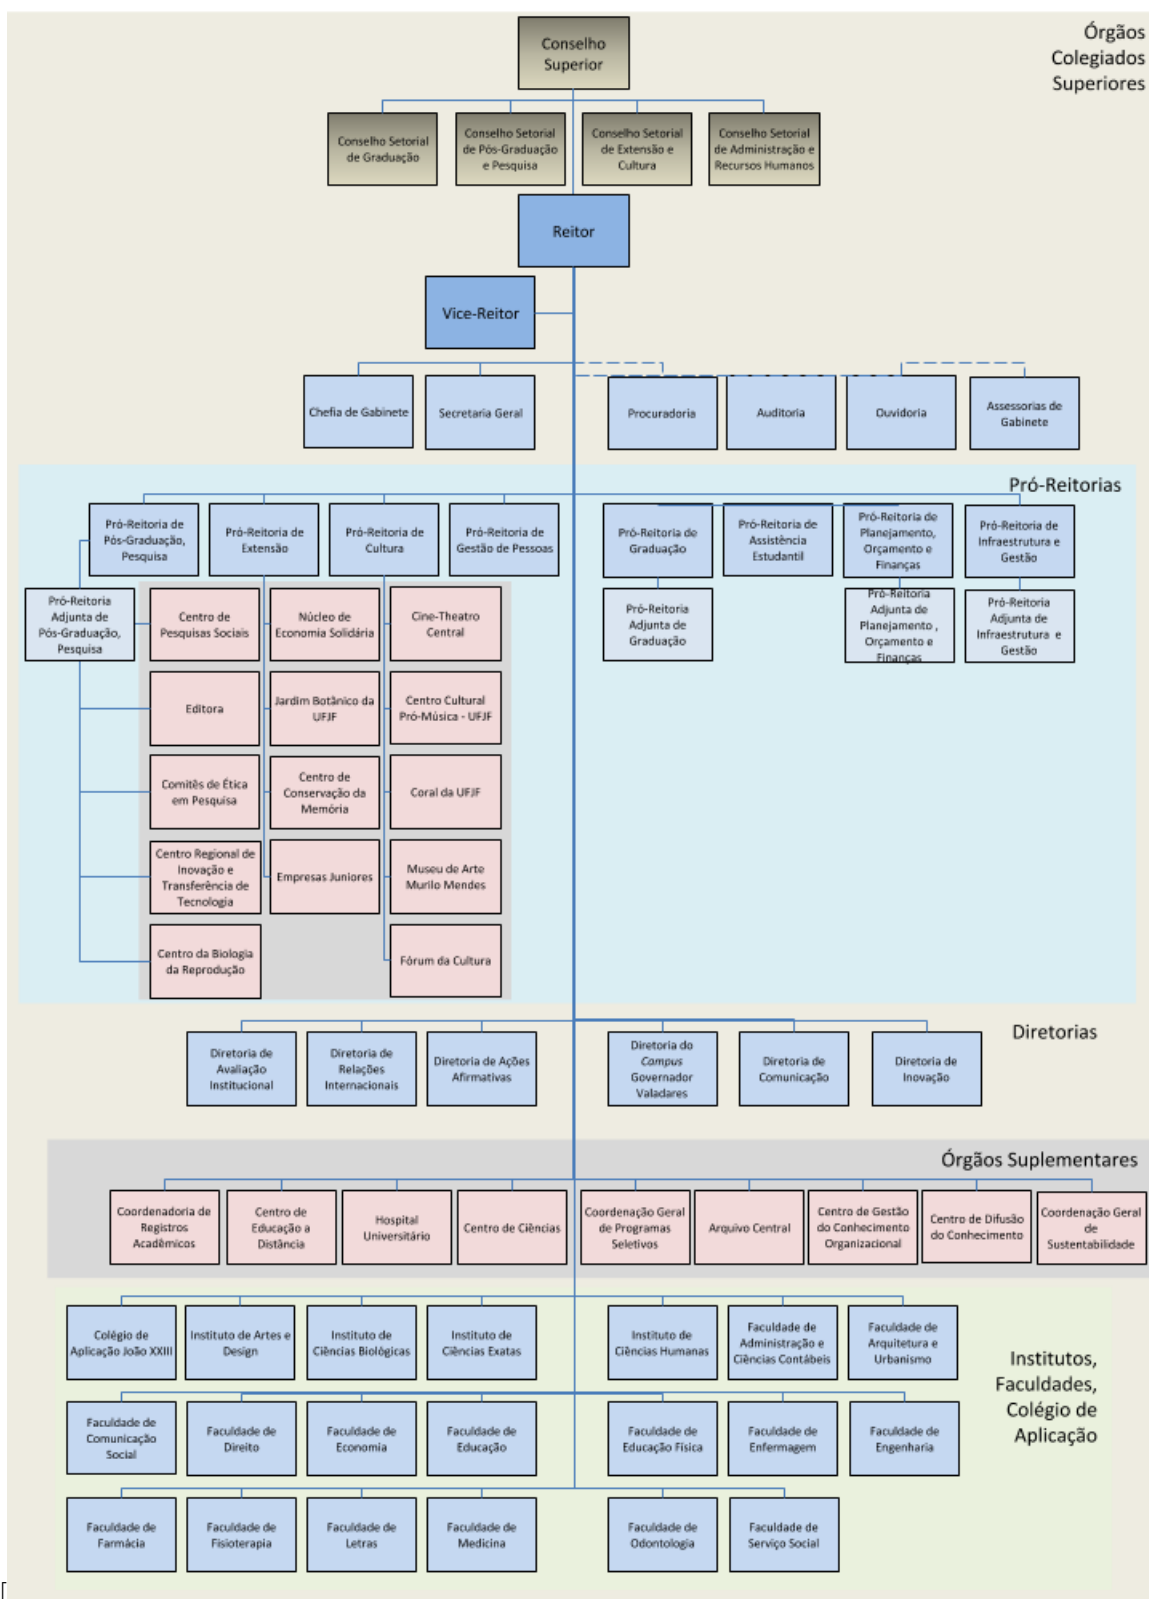 Órgãos
Colegiados
Superiores
Conselho
Superior
Conselho Setorial
de Graduação
Conselho Setorial
de Pós-Graduação
e Pesquisa
Conselho Setorial
de Extensão e
Cultura
Conselho Setorial
de Administração e
Recursos Humanos
Reitor
Vice-Reitor
Chefia de Gabinete
Secretaria Geral
Procuradoria
Auditoria
Ouvidoria
Assessorias de
Gabinete
Pró-Reitorias
Pró-Reitoria de
Pós-Graduação,
Pesquisa
Pró-Reitoria de
Extensão
Pró-Reitoria de
Cultura
Pró-Reitoria de
Gestão de Pessoas
Pró-Reitoria de
Graduação
Pró-Reitoria de
Assistência
Estudantil
Pró-Reitoria de
Planejamento,
Orçamento e
Finanças
Pró-Reitoria de
Infraestrutura e
Gestão
Pró-Reitoria
Adjunta de
Pós-Graduação,
Pesquisa
Centro de
Pesquisas Sociais
Núcleo de
Economia Solidária
Cine-Theatro
Central
Pró-Reitoria
Adjunta de
Graduação
Pró-Reitoria
Adjunta de
Planejamento ,
Orçamento e
Finanças
Pró-Reitoria
Adjunta de
Infraestrutura e
Gestão
Editora
Jardim Botânico da
UFJF
Centro Cultural
Pró-Música - UFJF
Comitês de Ética
em Pesquisa
Centro de
Conservação da
Memória
Coral da UFJF
Centro Regional de
Inovação e
Transferência de
Tecnologia
Empresas Juniores
Museu de Arte
Murilo Mendes
Centro da Biologia
da Reprodução
Fórum da Cultura
Diretorias
Diretoria de
Avaliação
Institucional
Diretoria de
Relações
Internacionais
Diretoria de Ações
Afirmativas
Diretoria do
Campus
Governador
Valadares
Diretoria de
Comunicação
Diretoria de
Inovação
Órgãos Suplementares
Coordenadoria de
Registros
Acadêmicos
Centro de
Educação a
Distância
Hospital
Universitário
Centro de Ciências
Coordenação Geral
de Programas
Seletivos
Arquivo Central
Centro de Gestão
do Conhecimento
Organizacional
Centro de Difusão
do Conhecimento
Coordenação Geral
de
Sustentabilidade
Institutos,
Faculdades,
Colégio de
Aplicação
Colégio de
Aplicação João XXIII
Instituto de Artes e
Design
Instituto de
Ciências Biológicas
Instituto de
Ciências Exatas
Instituto de
Ciências Humanas
Faculdade de
Administração e
Ciências Contábeis
Faculdade de
Arquitetura e
Urbanismo
Faculdade de
Comunicação
Social
Faculdade de
Direito
Faculdade de
Economia
Faculdade de
Educação
Faculdade de
Educação Física
Faculdade de
Enfermagem
Faculdade de
Engenharia
Faculdade de
Farmácia
Faculdade de
Fisioterapia
Faculdade de
Letras
Faculdade de
Medicina
Faculdade de
Odontologia
Faculdade de
Serviço Social